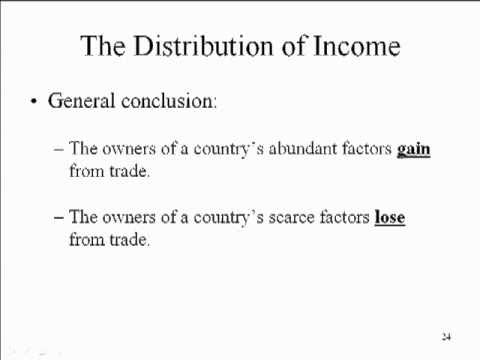 The Distribution of Income
• General conclusion:
– The owners of a country's abundant factors gain
from trade.
– The owners of a country's scarce factors lose
from trade.
24